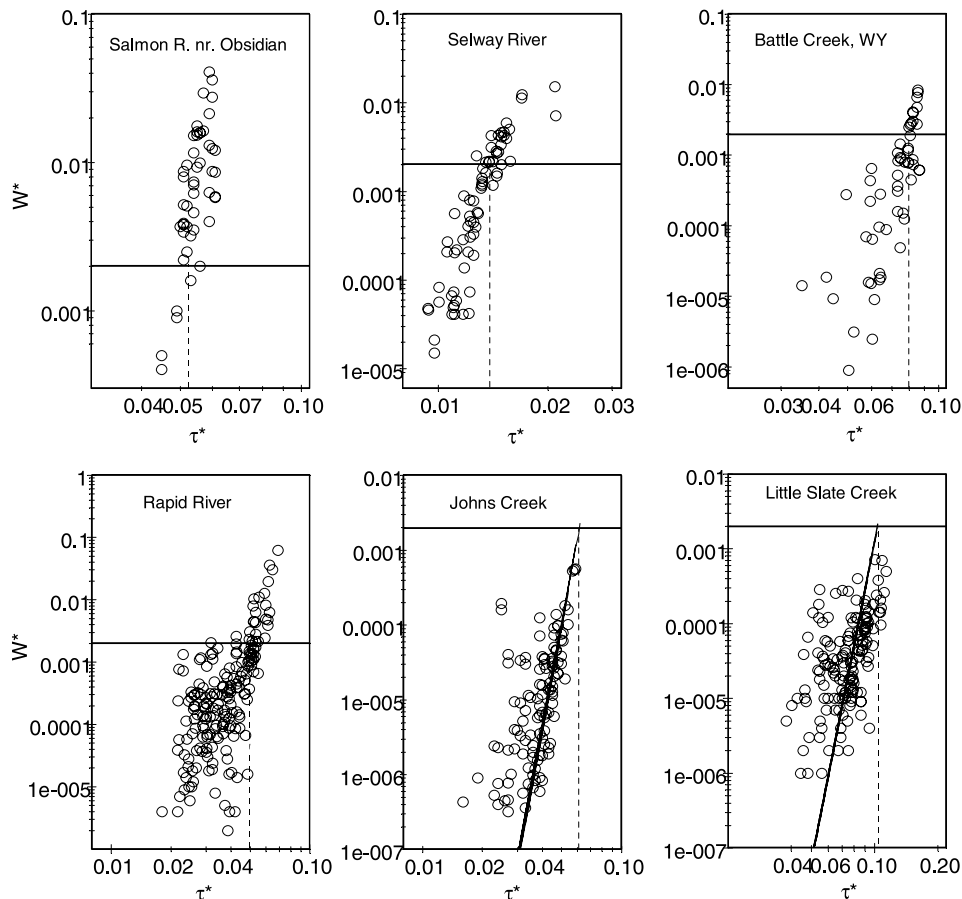 Salmon R. nr. Obsidian
0.1
0.01
0.001
W*
0.04
0.05
0.07
0.10
τ*
Selway River
0.1
0.01
0.001
0.0001
1e-005
0.01
0.02
0.03
τ*
Battle Creek, WY
0.1
0.01
0.001
0.0001
1e-005
1e-006
0.03
0.04
0.06
0.10
τ*
Rapid River
1
0.1
0.01
0.001
0.0001
1e-005
W*
0.01
0.02
0.04
0.10
τ*
Johns Creek
0.01
0.001
0.0001
1e-005
1e-006
1e-007
0.01
0.02
0.04
0.10
τ*
Little Slate Creek
0.01
0.001
0.0001
1e-005
1e-006
1e-007
0.04
0.06
0.10
0.20
τ*